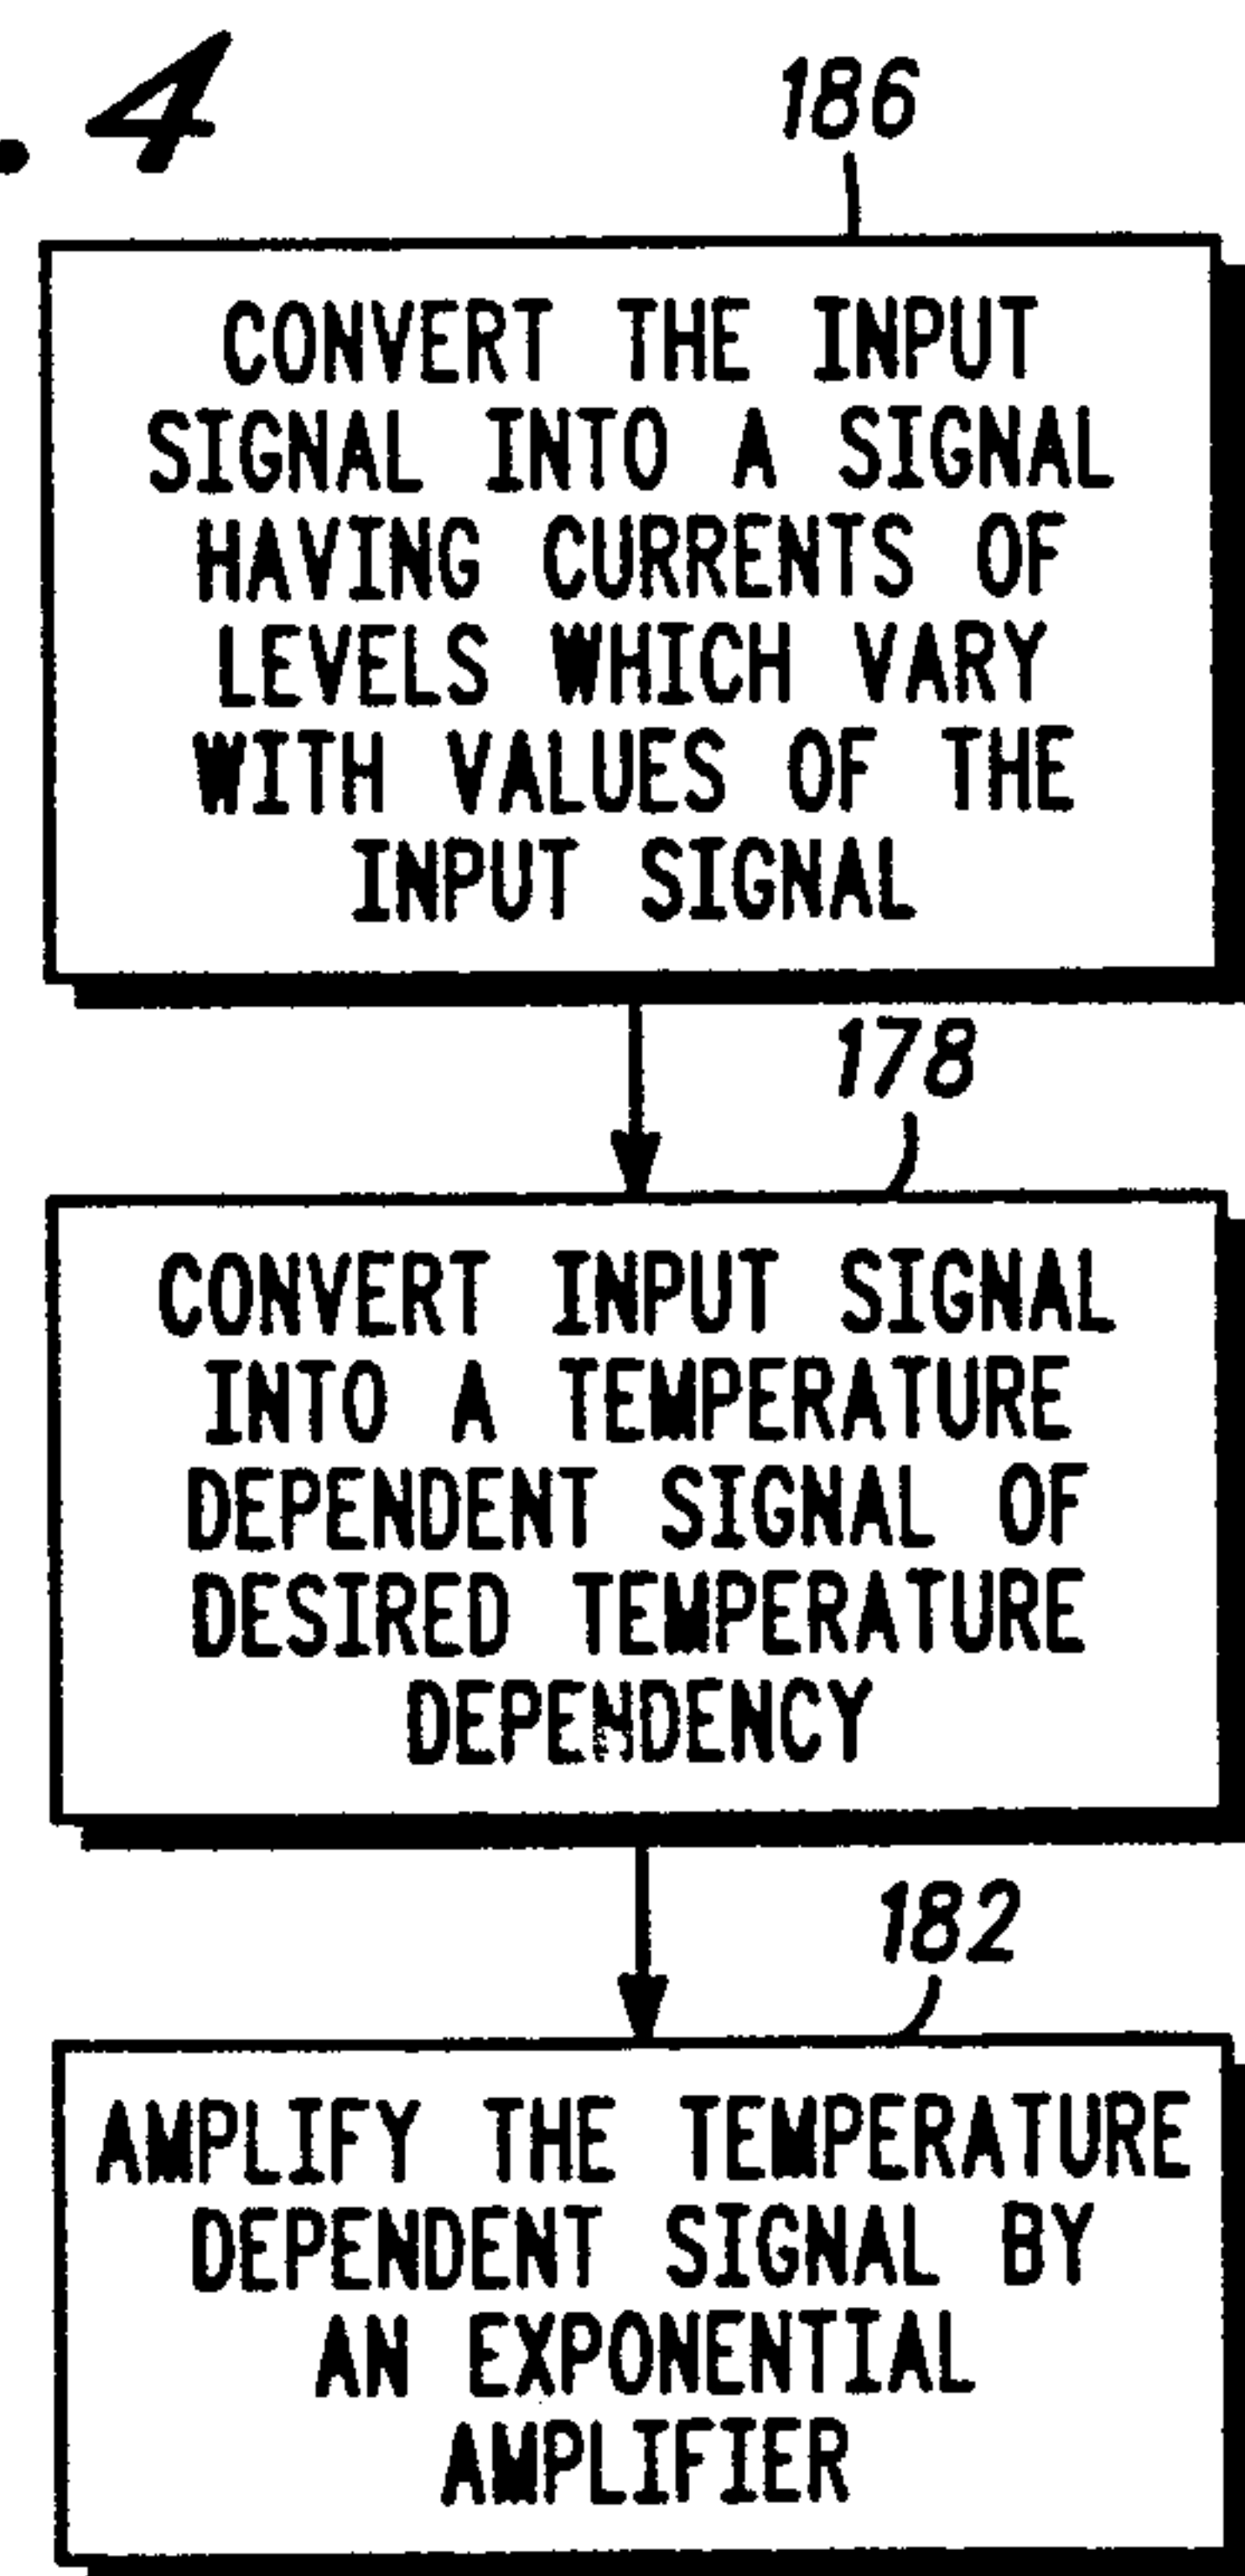 . 4
186
CONVERT THE INPUT
SIGNAL INTO A SIGNAL
HAVING CURRENTS OF
LEVELS WHICH VARY
WITH VALUES OF THE
INPUT SIGNAL
178
CONVERT INPUT SIGNAL
INTO A TEMPERATURE
DEPENDENT SIGNAL OF
DESIRED TEMPERATURE
DEPENDENCY
182
AMPLIFY THE TEMPERATURE
DEPENDENT SIGNAL BY
AN EXPONENTIAL
AMPLIFIER